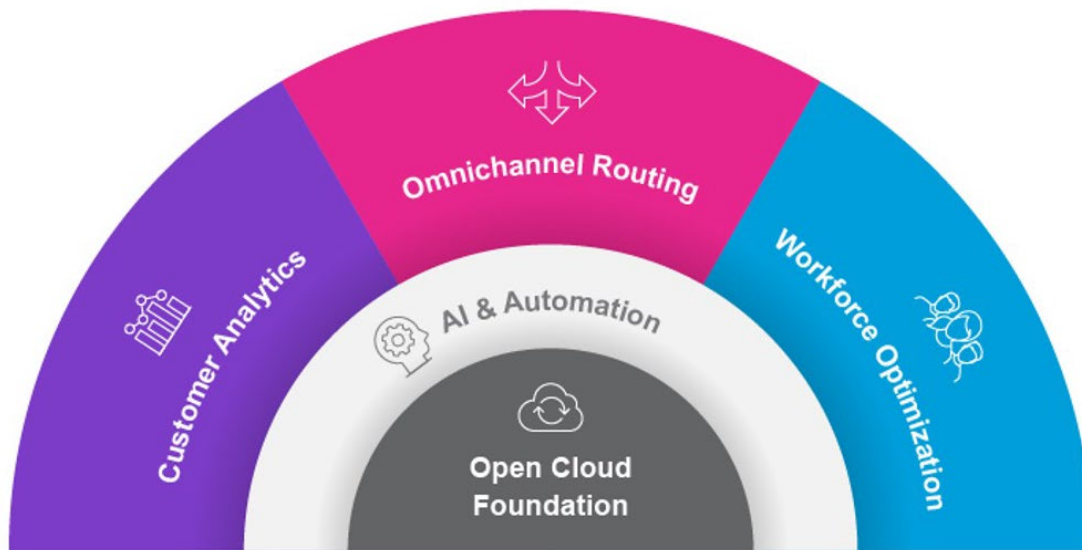 Omnichannel Routing
Customer Analytics
Workforce Optimization
AI & Automation
Open Cloud
Foundation